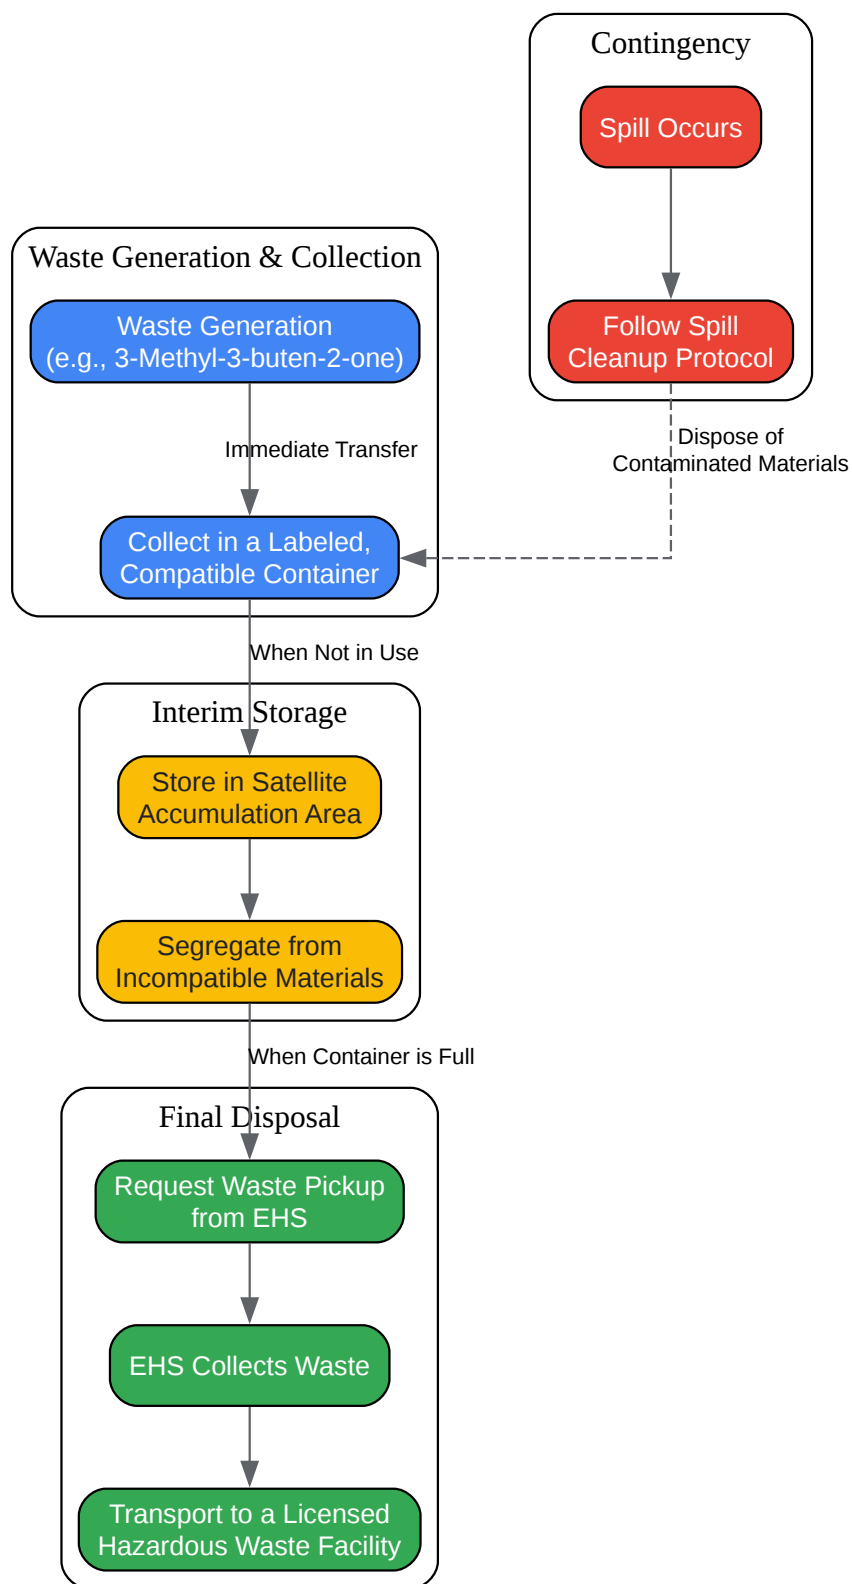 Contingency
Spill Occurs
Follow Spill
Cleanup Protocol
Dispose of
Contaminated Materials
Waste Generation & Collection
Waste Generation
(e.g., 3-Methyl-3-buten-2-one)
Immediate Transfer
Collect in a Labeled,
Compatible Container
When Not in Use
Interim Storage
Store in Satellite
Accumulation Area
Segregate from
Incompatible Materials
When Container is Full
Final Disposal
Request Waste Pickup
from EHS
EHS Collects Waste
Transport to a Licensed
Hazardous Waste Facility